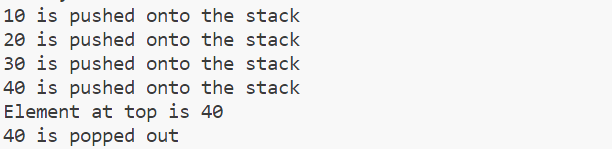 10 is pushed onto the stack
20 is pushed onto the stack
30 is pushed onto the stack
40 is pushed onto the stack
Element at top is 40
40 is popped out